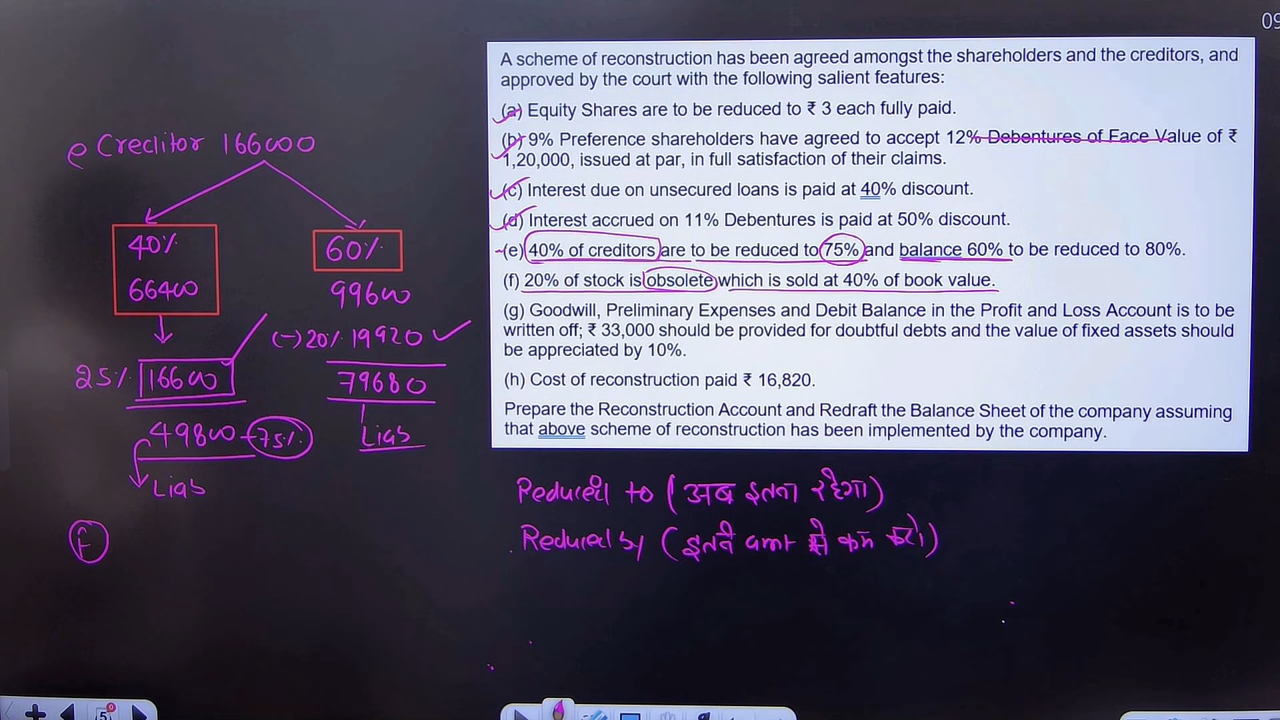 09
A scheme of reconstruction has been agreed amongst the shareholders and the creditors, and
approved by the court with the following salient features:
(a) Equity Shares are to be reduced to ₹ 3 each fully paid.
(b) 9% Preference shareholders have agreed to accept 12% Debentures of Face Value of ₹
1,20,000, issued at par, in full satisfaction of their claims.
(c) Interest due on unsecured loans is paid at 40% discount.
(d) Interest accrued on 11% Debentures is paid at 50% discount.
(e) 40% of creditors are to be reduced to 75% and balance 60% to be reduced to 80%.
(f) 20% of stock is obsolete which is sold at 40% of book value.
(g) Goodwill, Preliminary Expenses and Debit Balance in the Profit and Loss Account is to be
written off; ₹ 33,000 should be provided for doubtful debts and the value of fixed assets should
be appreciated by 10%.
(h) Cost of reconstruction paid ₹ 16,820.
Prepare the Reconstruction Account and Redraft the Balance Sheet of the company assuming
that above scheme of reconstruction has been implemented by the company.
e Creditor 166000
40% 60%
66400 99600
(-) 20% 19920
25% 16600 79680
49800 - 75% Liab
Liab
Reduced to (अब इतना रहेगा)
Reduced by (इतने से कम करो)
F
5